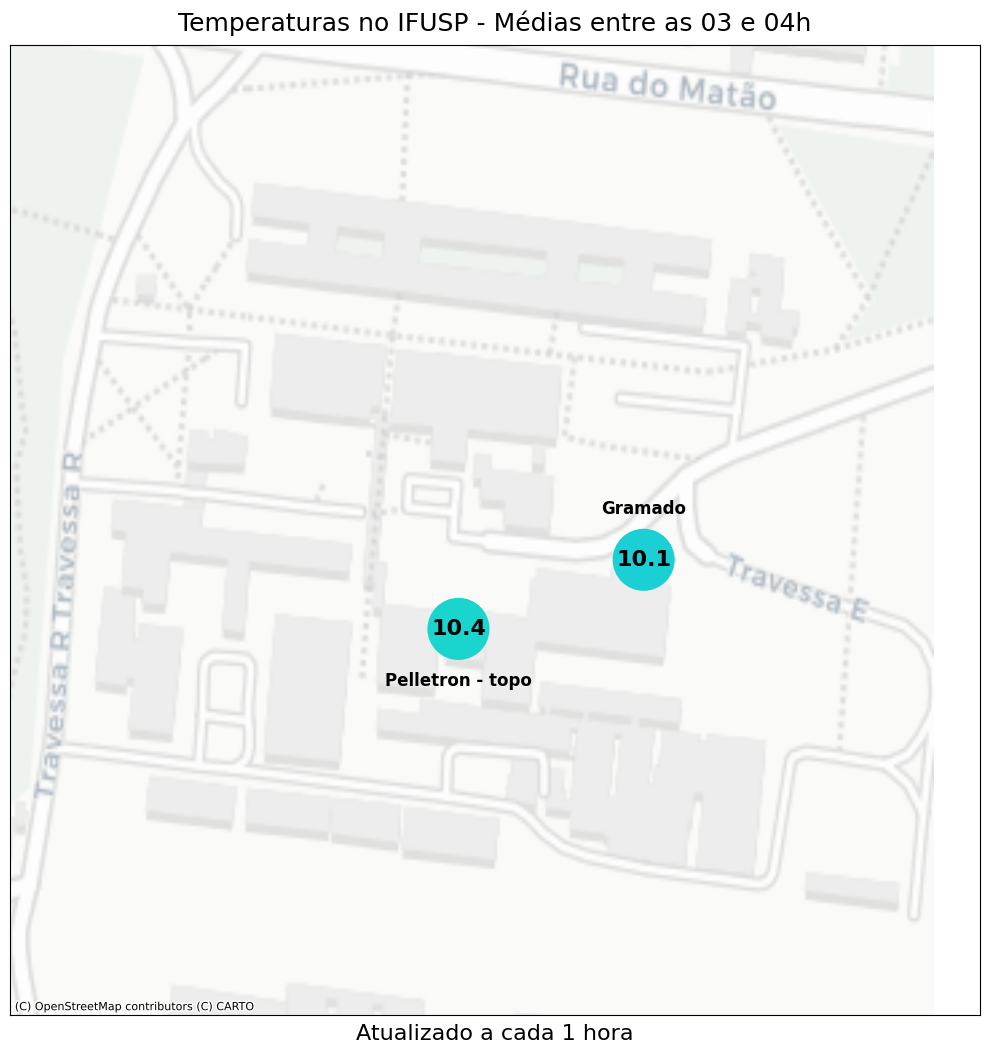 Temperaturas no IFUSP - Médias entre as 03 e 04h
Rua do Matão
Travessa R
Travessa R
Gramado
10.1
Travessa E
10.4
Pelletron - topo
(C) OpenStreetMap contributors (C) CARTO
Atualizado a cada 1 hora